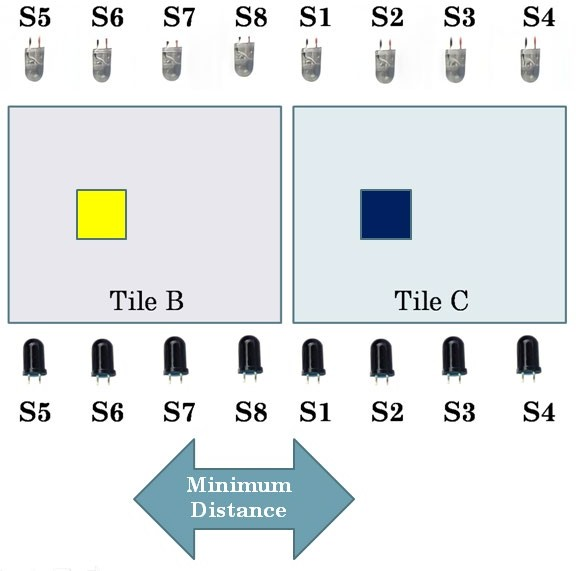 S5 S6 S7 S8 S1 S2 S3 S4
Tile B
Tile C
S5 S6 S7 S8 S1 S2 S3 S4
Minimum
Distance